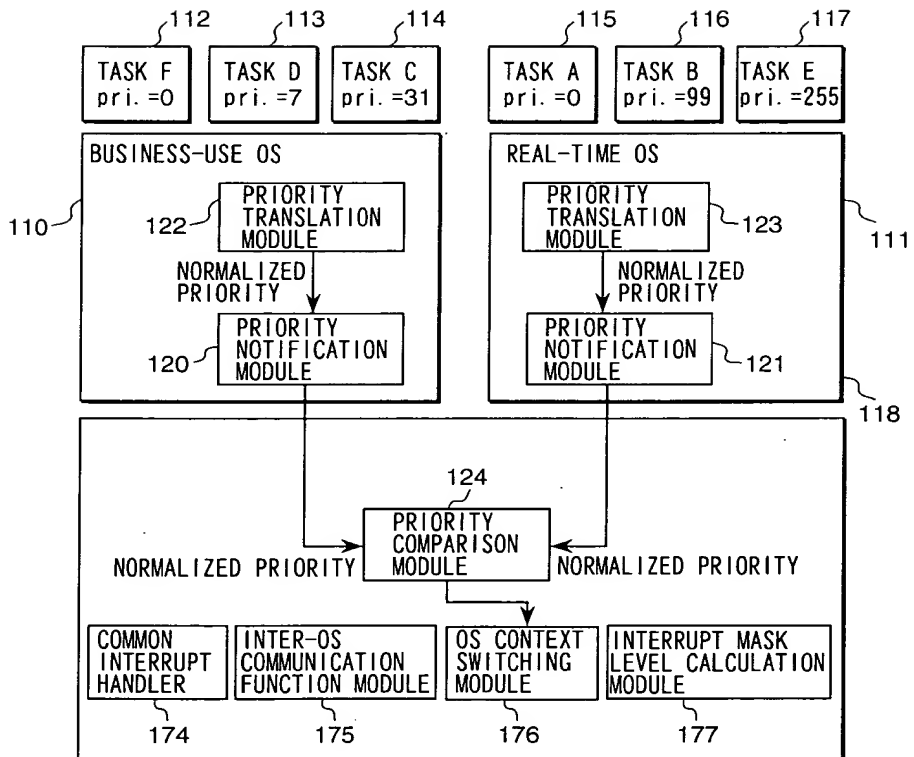 112
113
114
115
116
117
TASK F
pri.=0
TASK D
pri.=7
TASK C
pri.=31
TASK A
pri.=0
TASK B
pri.=99
TASK E
pri.=255
BUSINESS-USE OS
REAL-TIME OS
110
111
122
PRIORITY
TRANSLATION
MODULE
PRIORITY
TRANSLATION
MODULE
123
NORMALIZED
PRIORITY
NORMALIZED
PRIORITY
120
PRIORITY
NOTIFICATION
MODULE
PRIORITY
NOTIFICATION
MODULE
121
118
124
PRIORITY
COMPARISON
MODULE
NORMALIZED PRIORITY
NORMALIZED PRIORITY
COMMON
INTERRUPT
HANDLER
INTER-OS
COMMUNICATION
FUNCTION MODULE
OS CONTEXT
SWITCHING
MODULE
INTERRUPT MASK
LEVEL CALCULATION
MODULE
174
175
176
177